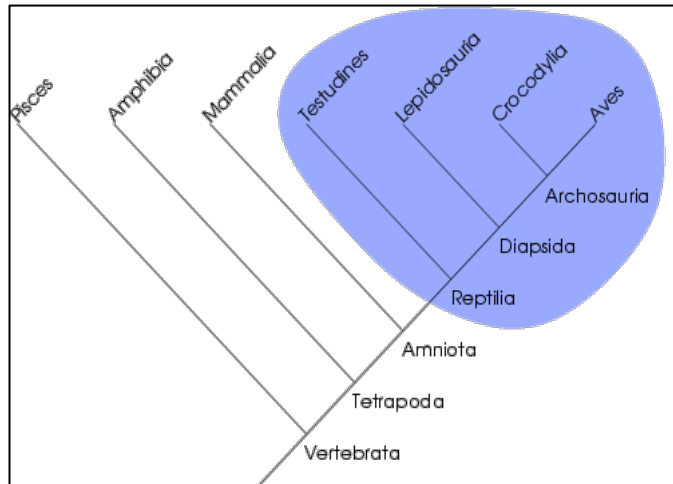 Pisces
Amphibia
Mammalia
Testudines
Lepidosauria
Crocodylia
Aves
Archosauria
Diapsida
Reptilia
Amniota
Tetrapoda
Vertebrata